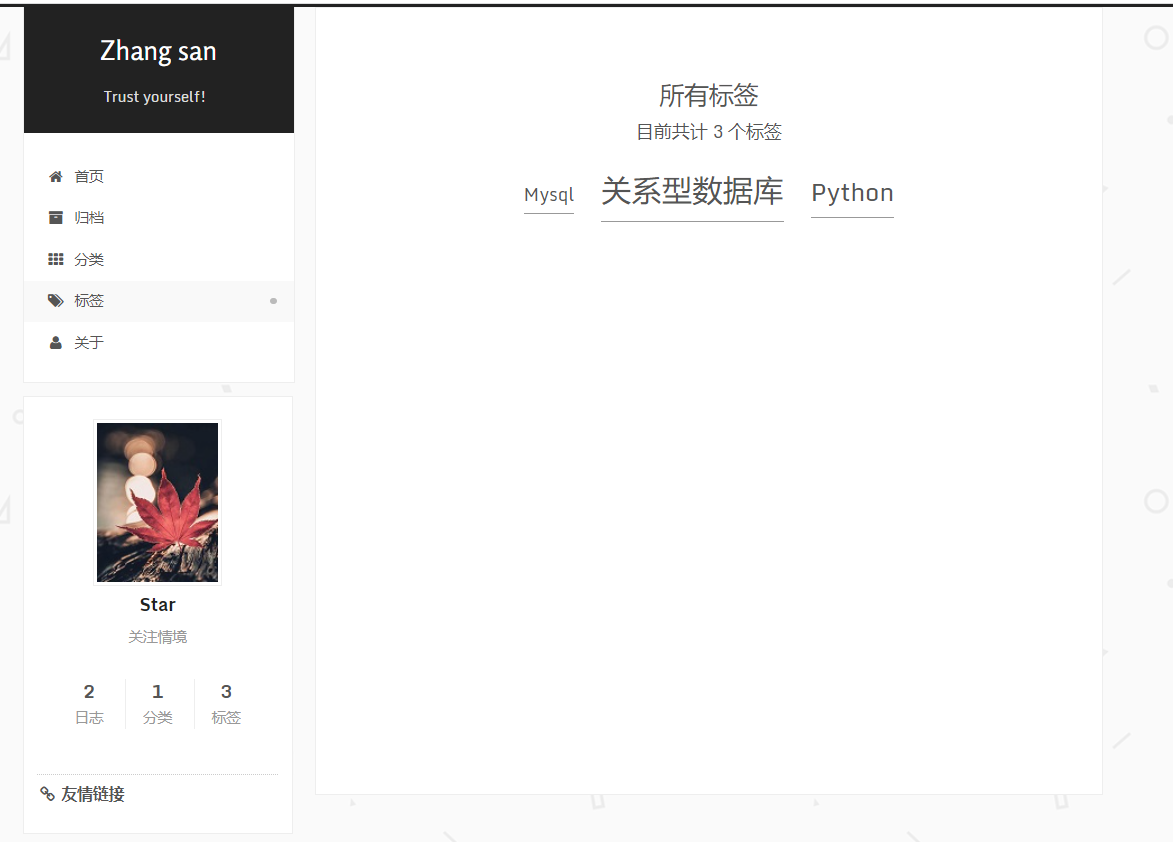 Zhang san
Trust yourself!
首页
归档
分类
标签
关于
Star
关注情境
2 1 3
日志 分类 标签
友情链接
所有标签
目前共计 3 个标签
Mysql 关系型数据库 Python